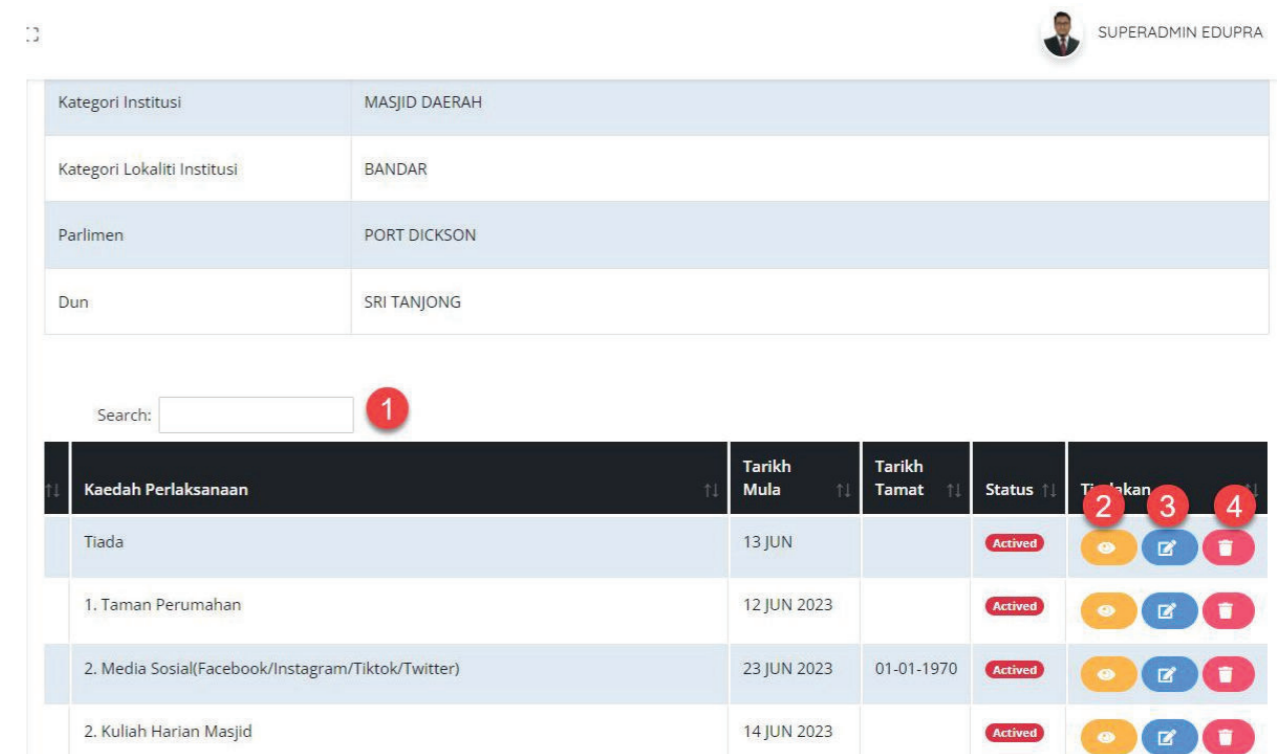 SUPERADMIN EDUPRA
Kategori Institusi MASJID DAERAH
Kategori Lokaliti Institusi BANDAR
Parlimen PORT DICKSON
Dun SRI TANJONG
Search: 1
Kaedah Perlaksanaan Tarikh Mula Tarikh Tamat Status
2 3 4
Tiada 13 JUN Actived
1. Taman Perumahan 12 JUN 2023 Actived
2. Media Sosial(Facebook/Instagram/Tiktok/Twitter) 23 JUN 2023 01-01-1970 Actived
2. Kuliah Harian Masjid 14 JUN 2023 Actived